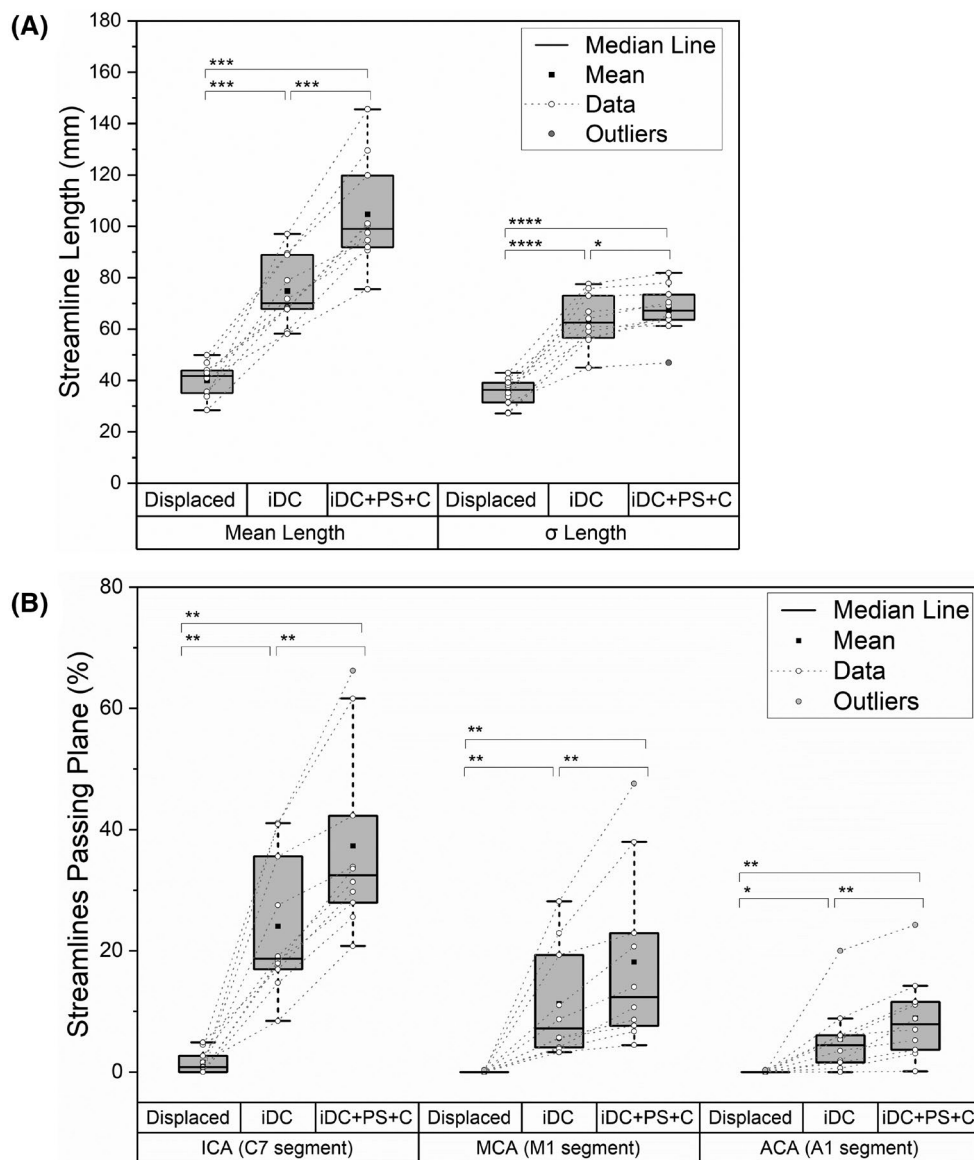 (A)
180
160
140
120
100
80
60
40
20
0
Streamline Length (mm)
Median Line
Mean
Data
Outliers
***
*** ***
****
**** *
Displaced iDC iDC+PS+C Displaced iDC iDC+PS+C
Mean Length σ Length
(B)
80
60
40
20
0
Streamlines Passing Plane (%)
Median Line
Mean
Data
Outliers
**
** **
**
** **
**
* **
Displaced iDC iDC+PS+C Displaced iDC iDC+PS+C Displaced iDC iDC+PS+C
ICA (C7 segment) MCA (M1 segment) ACA (A1 segment)